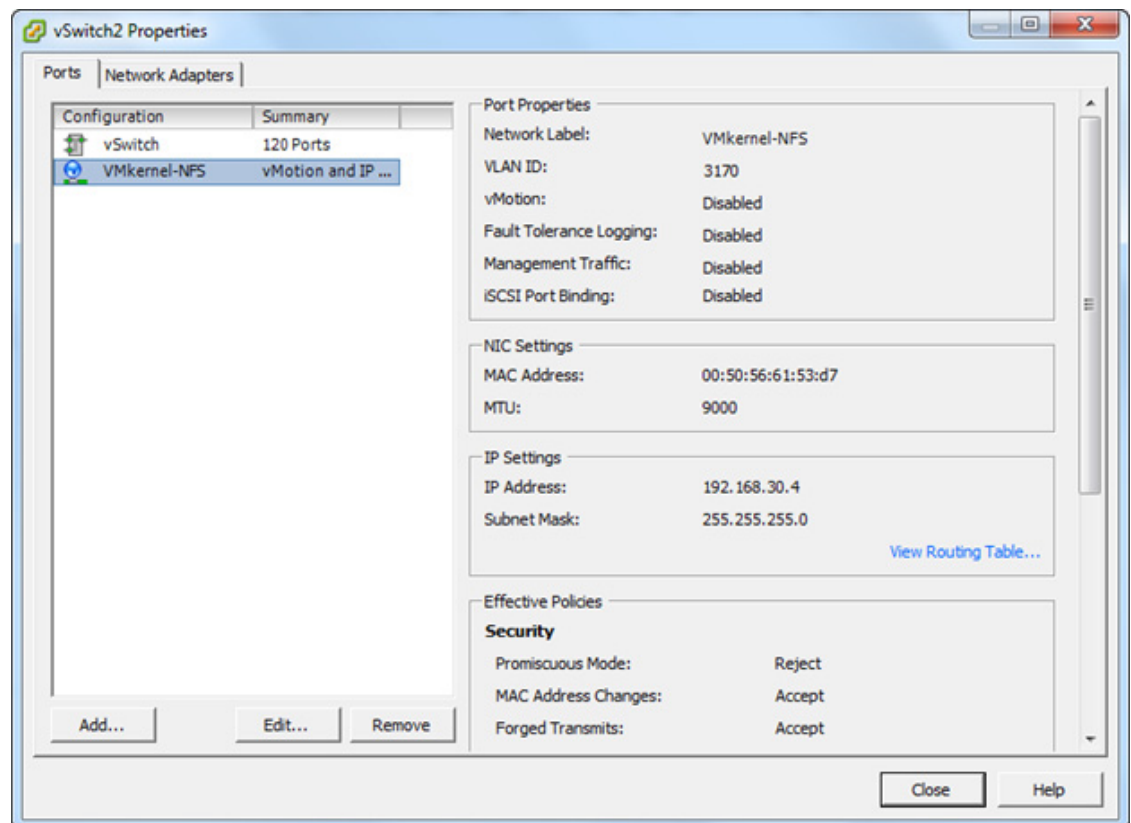 vSwitch2 Properties
Ports Network Adapters
Configuration Summary
vSwitch 120 Ports
VMkernel-NFS vMotion and IP ...
Add... Edit... Remove
Port Properties
Network Label: VMkernel-NFS
VLAN ID: 3170
vMotion: Disabled
Fault Tolerance Logging: Disabled
Management Traffic: Disabled
iSCSI Port Binding: Disabled
NIC Settings
MAC Address: 00:50:56:61:53:d7
MTU: 9000
IP Settings
IP Address: 192.168.30.4
Subnet Mask: 255.255.255.0
View Routing Table...
Effective Policies
Security
Promiscuous Mode: Reject
MAC Address Changes: Accept
Forged Transmits: Accept
Close Help